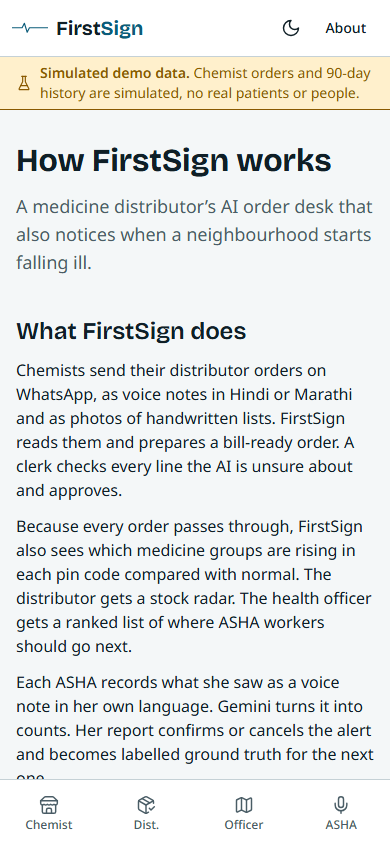 FirstSign
About
Simulated demo data. Chemist orders and 90-day
history are simulated, no real patients or people.
How FirstSign works
A medicine distributor’s AI order desk that
also notices when a neighbourhood starts
falling ill.
What FirstSign does
Chemists send their distributor orders on
WhatsApp, as voice notes in Hindi or Marathi
and as photos of handwritten lists. FirstSign
reads them and prepares a bill-ready order. A
clerk checks every line the AI is unsure about
and approves.
Because every order passes through, FirstSign
also sees which medicine groups are rising in
each pin code compared with normal. The
distributor gets a stock radar. The health officer
gets a ranked list of where ASHA workers
should go next.
Each ASHA records what she saw as a voice
note in her own language. Gemini turns it into
counts. Her report confirms or cancels the alert
and becomes labelled ground truth for the next
one.
Chemist
Dist.
Officer
ASHA